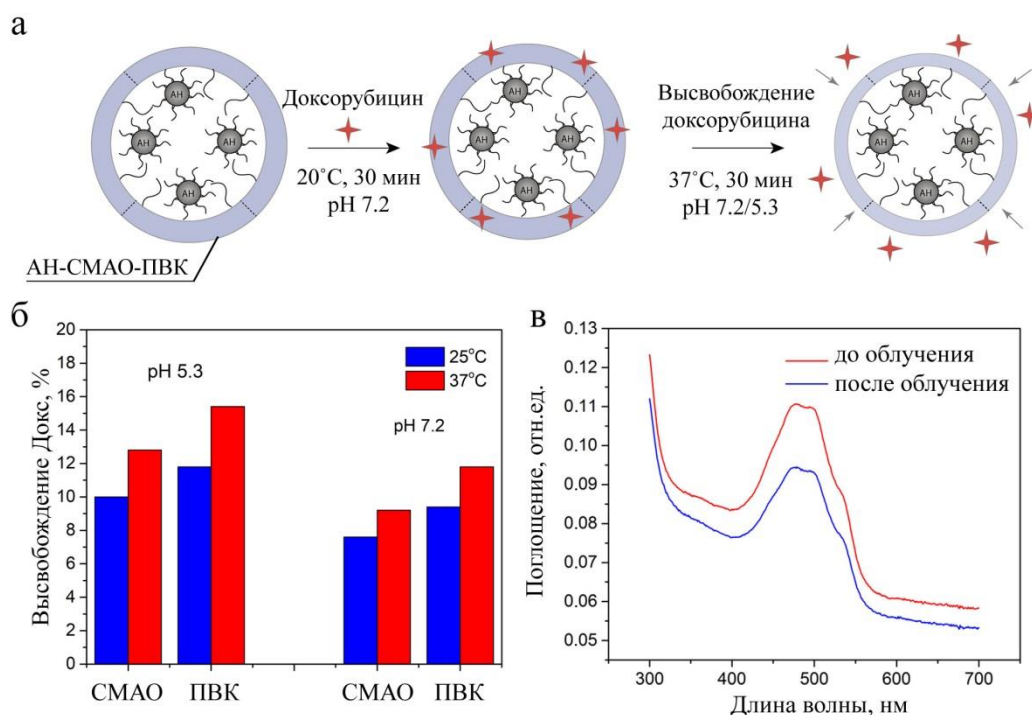 а
АН
АН
АН
АН
АН-СМАО-ПВК
Доксорубицин
20˚C, 30 мин
pH 7.2
АН
АН
АН
АН
Высвобождение
доксорубицина
37˚C, 30 мин
pH 7.2/5.3
АН
АН
АН
АН
б
Высвобождение Докс, %
20
18
16
14
12
10
8
6
4
2
0
pH 5.3
25°C
37°C
pH 7.2
СМАО
ПВК
СМАО
ПВК
в
Поглощение, отн.ед.
0.13
0.12
0.11
0.10
0.09
0.08
0.07
0.06
0.05
до облучения
после облучения
300
400
500
600
700
Длина волны, нм